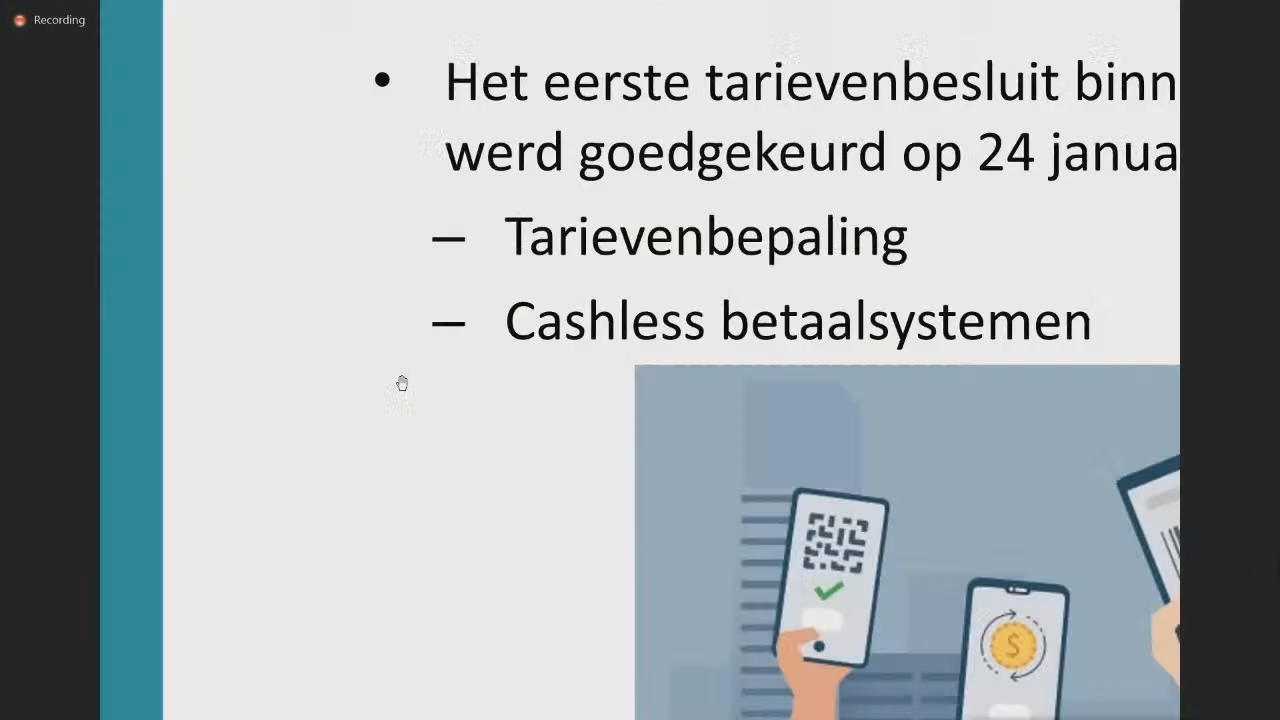 Recording
• Het eerste tarievenbesluit binn
werd goedgekeurd op 24 janua
– Tarievenbepaling
– Cashless betaalsystemen
$